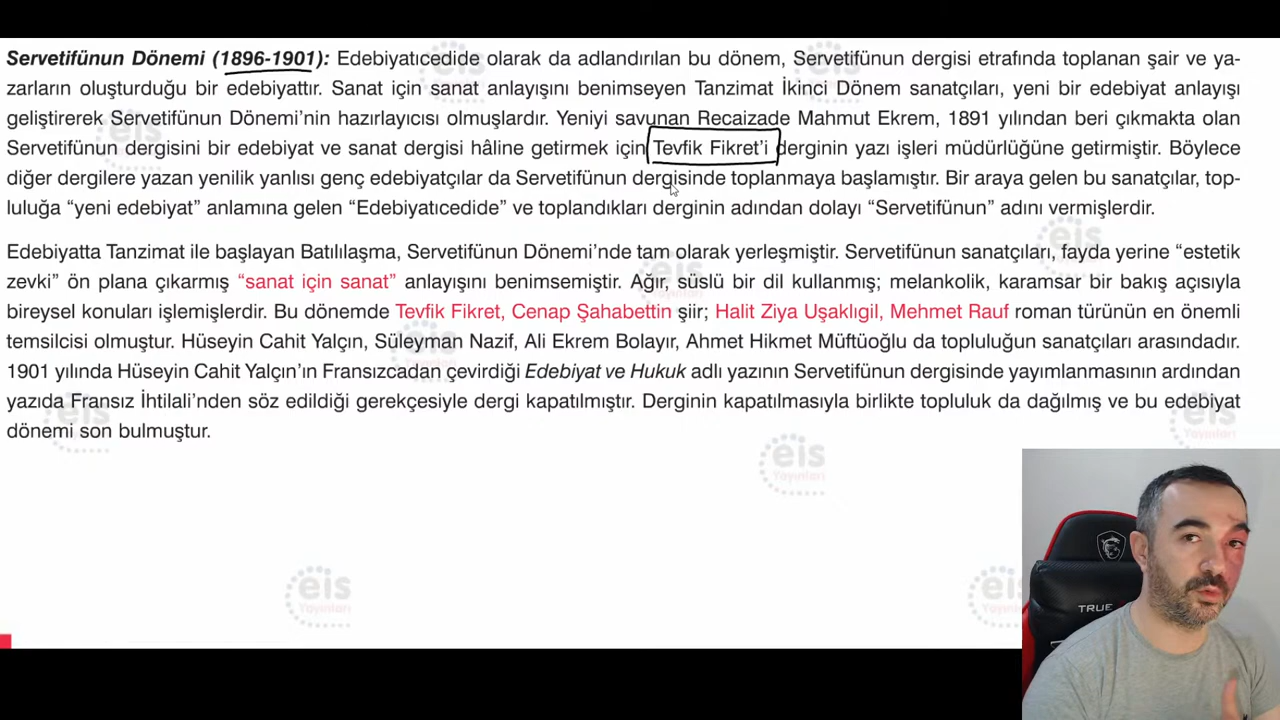 Servetifünun Dönemi (1896-1901): Edebiyatıcedide olarak da adlandırılan bu dönem, Servetifünun dergisi etrafında toplanan şair ve ya-
zarların oluşturduğu bir edebiyattır. Sanat için sanat anlayışını benimseyen Tanzimat İkinci Dönem sanatçıları, yeni bir edebiyat anlayışı
geliştirerek Servetifünun Dönemi’nin hazırlayıcısı olmuşlardır. Yeniyi savunan Recaizade Mahmut Ekrem, 1891 yılından beri çıkmakta olan
Servetifünun dergisini bir edebiyat ve sanat dergisi hâline getirmek için Tevfik Fikret’i derginin yazı işleri müdürlüğüne getirmiştir. Böylece
diğer dergilere yazan yenilik yanlısı genç edebiyatçılar da Servetifünun dergisinde toplanmaya başlamıştır. Bir araya gelen bu sanatçılar, top-
luluğa “yeni edebiyat” anlamına gelen “Edebiyatıcedide” ve toplandıkları derginin adından dolayı “Servetifünun” adını vermişlerdir.
Edebiyatta Tanzimat ile başlayan Batılılaşma, Servetifünun Dönemi’nde tam olarak yerleşmiştir. Servetifünun sanatçıları, fayda yerine “estetik
zevki” ön plana çıkarmış “sanat için sanat” anlayışını benimsemiştir. Ağır, süslü bir dil kullanmış; melankolik, karamsar bir bakış açısıyla
bireysel konuları işlemişlerdir. Bu dönemde Tevfik Fikret, Cenap Şahabettin şiir; Halit Ziya Uşaklıgil, Mehmet Rauf roman türünün en önemli
temsilcisi olmuştur. Hüseyin Cahit Yalçın, Süleyman Nazif, Ali Ekrem Bolayır, Ahmet Hikmet Müftüoğlu da topluluğun sanatçıları arasındadır.
1901 yılında Hüseyin Cahit Yalçın’ın Fransızcadan çevirdiği Edebiyat ve Hukuk adlı yazının Servetifünun dergisinde yayımlanmasının ardından
yazıda Fransız İhtilali’nden söz edildiği gerekçesiyle dergi kapatılmıştır. Derginin kapatılmasıyla birlikte topluluk da dağılmış ve bu edebiyat
dönemi son bulmuştur.
eis
Yayınları
eis
Yayınları
TRUE